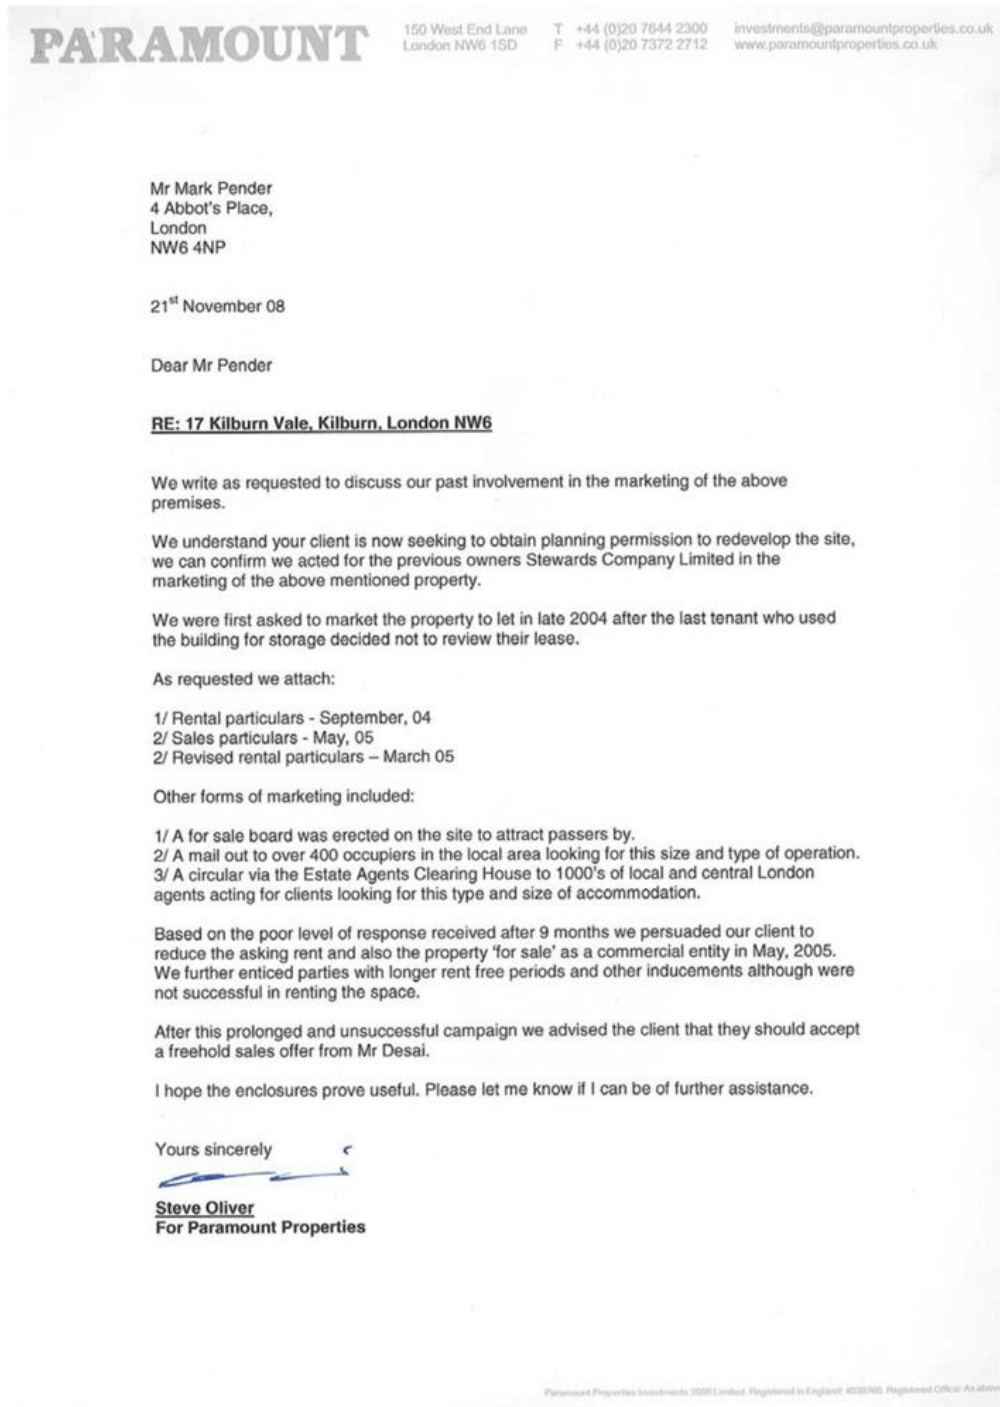 PARAMOUNT
150 West End Lane
London NW6 1SD
T +44 (0)20 7644 2300
F +44 (0)20 7372 2712
investments@paramountproperties.co.uk
www.paramountproperties.co.uk
Mr Mark Pender
4 Abbot's Place,
London
NW6 4NP
21st November 08
Dear Mr Pender
RE: 17 Kilburn Vale, Kilburn, London NW6
We write as requested to discuss our past involvement in the marketing of the above
premises.
We understand your client is now seeking to obtain planning permission to redevelop the site,
we can confirm we acted for the previous owners Stewards Company Limited in the
marketing of the above mentioned property.
We were first asked to market the property to let in late 2004 after the last tenant who used
the building for storage decided not to review their lease.
As requested we attach:
1/ Rental particulars - September, 04
2/ Sales particulars - May, 05
2/ Revised rental particulars – March 05
Other forms of marketing included:
1/ A for sale board was erected on the site to attract passers by.
2/ A mail out to over 400 occupiers in the local area looking for this size and type of operation.
3/ A circular via the Estate Agents Clearing House to 1000's of local and central London
agents acting for clients looking for this type and size of accommodation.
Based on the poor level of response received after 9 months we persuaded our client to
reduce the asking rent and also the property 'for sale' as a commercial entity in May, 2005.
We further enticed parties with longer rent free periods and other inducements although were
not successful in renting the space.
After this prolonged and unsuccessful campaign we advised the client that they should accept
a freehold sales offer from Mr Desai.
I hope the enclosures prove useful. Please let me know if I can be of further assistance.
Yours sincerely
Steve Oliver
For Paramount Properties
Paramount Properties Investments 2000 Limited. Registered in England: Registered Office: As above